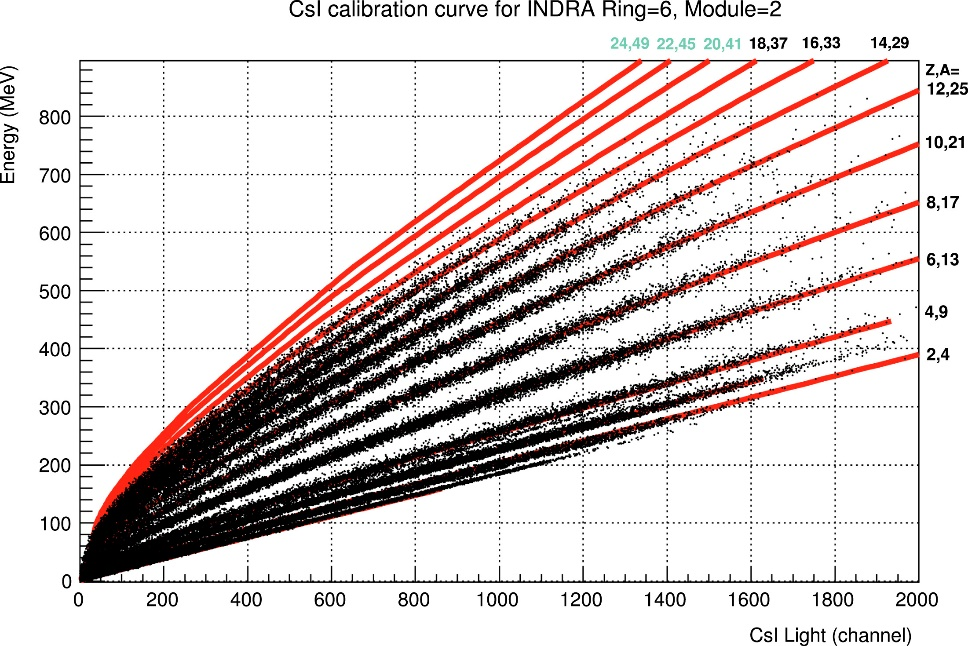 CsI calibration curve for INDRA Ring=6, Module=2
24,49 22,45 20,41 18,37 16,33 14,29
Z,A=
12,25
10,21
8,17
6,13
4,9
2,4
Energy (MeV)
800
700
600
500
400
300
200
100
0
0 200 400 600 800 1000 1200 1400 1600 1800 2000
CsI Light (channel)